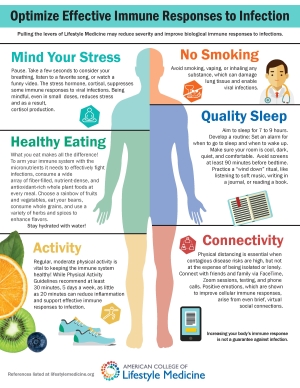 Optimize Effective Immune Responses to Infection
Pulling the levers of Lifestyle Medicine may reduce severity and improve biological immune responses to infections.
Mind Your Stress
Pause. Take a few seconds to consider your
breathing, listen to a favorite song, or watch a
funny video. The stress hormone, cortisol, suppresses
some immune responses to viral infections. Being
mindful, even in small doses, reduces stress
and as a result,
cortisol production.
No Smoking
Avoid smoking, vaping, or inhaling any
substance, which can damage
lung tissue and enable
viral infections.
Quality Sleep
Aim to sleep for 7 to 9 hours.
Develop a routine: Set an alarm for
when to go to sleep and when to wake up.
Make sure your room is cool, dark,
quiet, and comfortable. Avoid screens
at least 90 minutes before bedtime.
Practice a "wind down" ritual, like
listening to soft music, writing in
a journal, or reading a book.
Healthy Eating
What you eat makes all the difference!
To arm your immune system with the
micronutrients it needs to effectively fight
infections, consume a wide
array of fiber-filled, nutrient-dense, and
antioxidant-rich whole plant foods at
every meal. Choose a rainbow of fruits
and vegetables, eat your beans,
consume whole grains, and use
a variety of herbs and spices to
enhance flavors.
Stay hydrated with water!
Activity
Regular, moderate physical activity is
vital to keeping the immune system
healthy! While Physical Activity
Guidelines recommend at least
30 minutes, 5 days a week, as little
as 20 minutes can reduce inflammation
and support effective immune
responses to infection.
Connectivity
Physical distancing is essential when
contagious disease risks are high, but not
at the expense of being isolated or lonely.
Connect with friends and family via FaceTime,
Zoom sessions, texting, and phone
calls. Positive emotions, which are shown
to improve cellular immune responses,
arise from even brief, virtual
social connections.
Increasing your body's immune response
is not a guarantee against infection.
References listed at lifestylemedicine.org
AMERICAN COLLEGE OF
Lifestyle Medicine